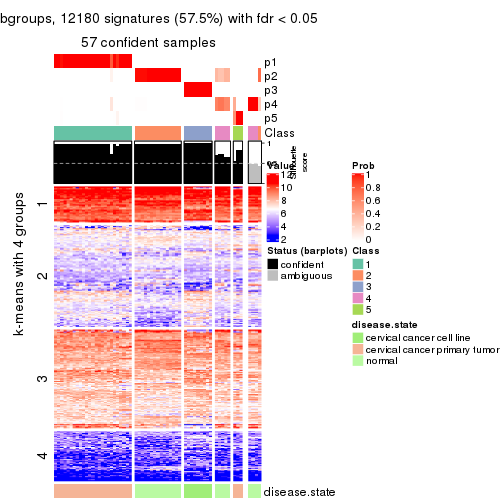 bgroups, 12180 signatures (57.5%) with fdr < 0.05
57 confident samples
p1
p2
p3
p4
p5
Class
1
Silhouette
score
Value
12
10
8
6
4
2
Prob
1
0.8
0.6
0.4
0.2
0
Status (barplots)
confident
ambiguous
Class
1
2
3
4
5
disease.state
cervical cancer cell line
cervical cancer primary tumor
normal
k-means with 4 groups
1
2
3
4
disease.state